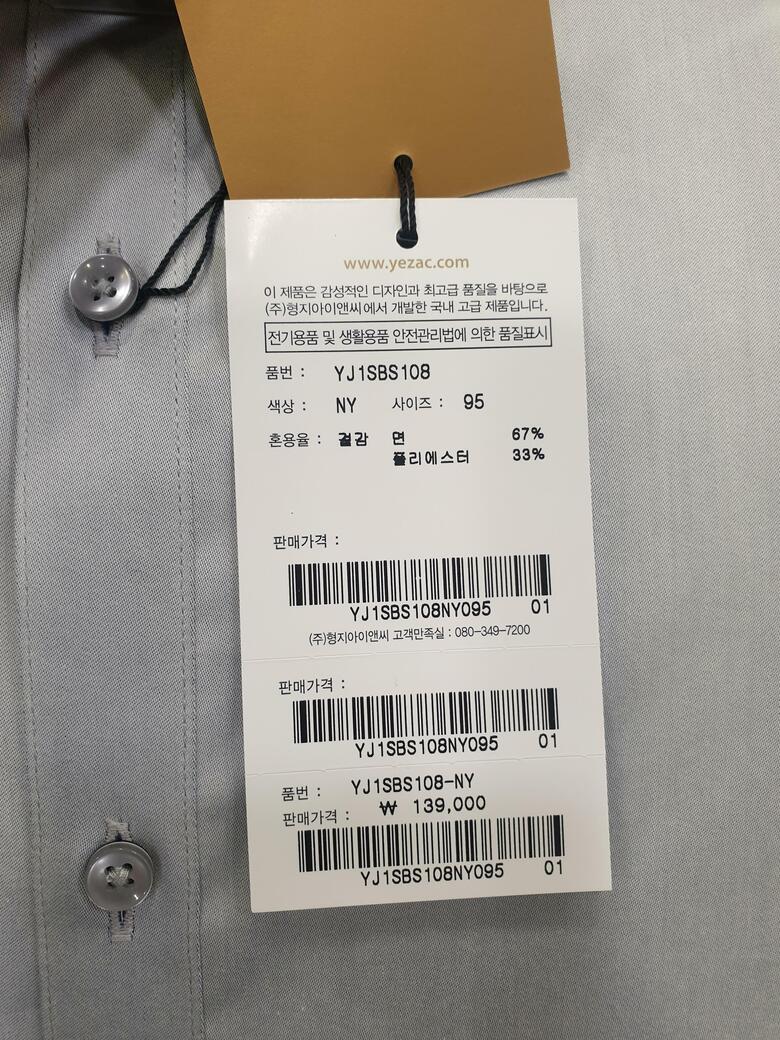 www.yezac.com
이 제품은 감성적인 디자인과 최고급 품질을 바탕으로
(주)형지아이앤씨에서 개발한 국내 고급 제품입니다.
전기용품 및 생활용품 안전관리법에 의한 품질표시
품번 : YJ1SBS108
색상 : NY 사이즈 : 95
혼용율 : 겉감 면 67%
폴리에스터 33%
판매가격 :
YJ1SBS108NY095 01
(주)형지아이앤씨 고객만족실 : 080-349-7200
판매가격 :
YJ1SBS108NY095 01
품번 : YJ1SBS108-NY
판매가격 : ₩ 139,000
YJ1SBS108NY095 01